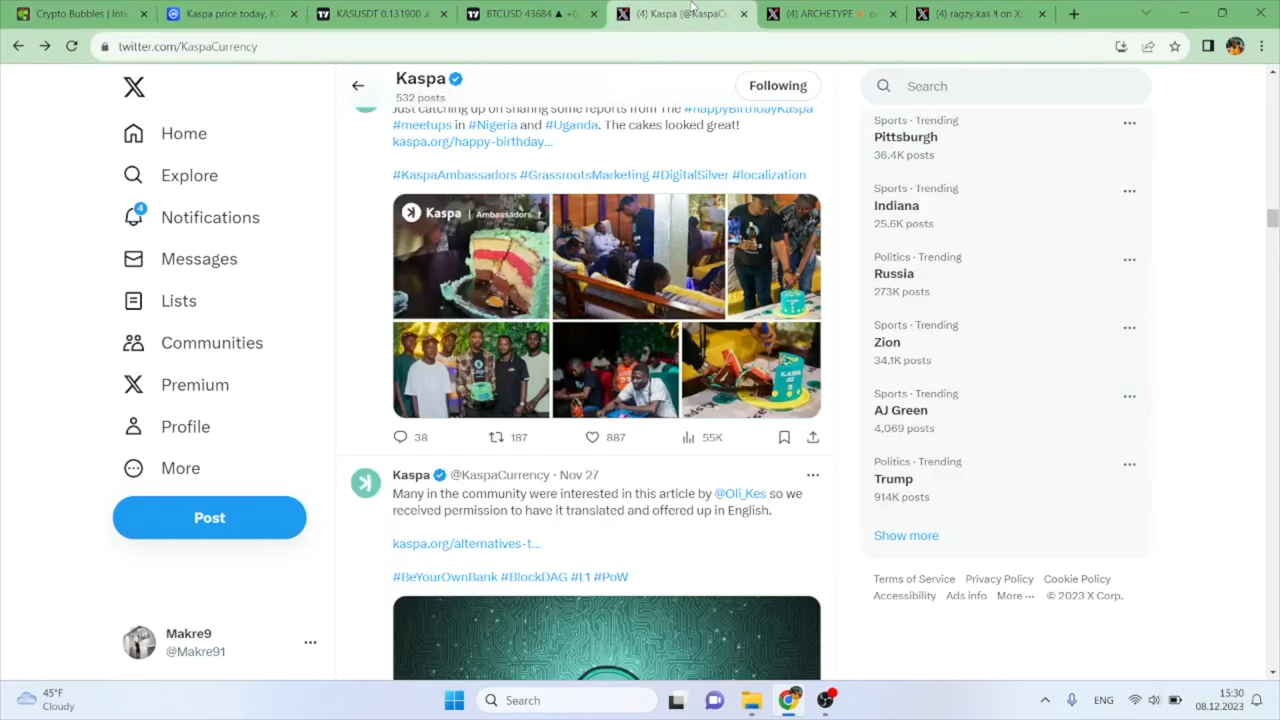 Crypto Bubbles | Inte
Kaspa price today, K
KASUSDT 0.131900 ▲
BTCUSD 43684 ▲ +0.
(4) Kaspa (@KaspaCu
(4) ARCHETYPE
(4) ragzy.kas
on X:
twitter.com/KaspaCurrency
Kaspa
532 posts
Following
Search
Home
Explore
4
Notifications
Messages
Lists
Communities
Premium
Profile
More
Post
Makre9
@Makre91
Just catching up on sharing some reports from The #happyBirthdayKaspa
#meetups in #Nigeria and #Uganda. The cakes looked great!
kaspa.org/happy-birthday...
#KaspaAmbassadors #GrassrootsMarketing #DigitalSilver #localization
Kaspa | Ambassadors
KASPA
AT
38
187
887
55K
Kaspa @KaspaCurrency · Nov 27
Many in the community were interested in this article by @Oli_Kes so we
received permission to have it translated and offered up in English.
kaspa.org/alternatives-t...
#BeYourOwnBank #BlockDAG #L1 #PoW
Sports · Trending
Pittsburgh
36.4K posts
Sports · Trending
Indiana
25.6K posts
Politics · Trending
Russia
273K posts
Sports · Trending
Zion
34.1K posts
Sports · Trending
AJ Green
4,069 posts
Politics · Trending
Trump
914K posts
Show more
Terms of Service Privacy Policy Cookie Policy
Accessibility Ads info More ··· © 2023 X Corp.
45°F
Cloudy
Search
ENG
15:30
08.12.2023